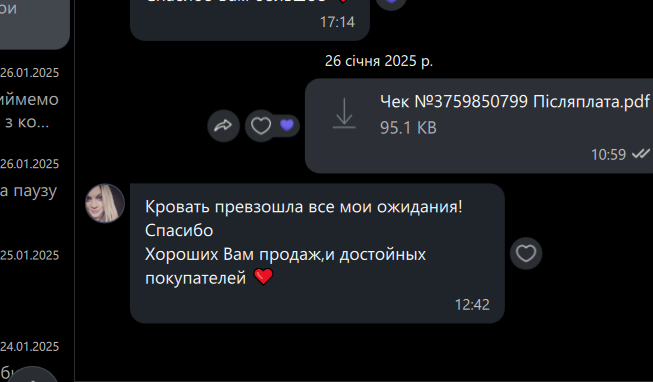 ои
26.01.2025
з ко...
26.01.2025
а паузу
25.01.2025
24.01.2025
17:14
26 січня 2025 р.
Чек №3759850799 Післяплата.pdf
95.1 КВ
10:59
Кровать превзошла все мои ожидания!
Спасибо
Хороших Вам продаж,и достойных
покупателей ❤️
12:42